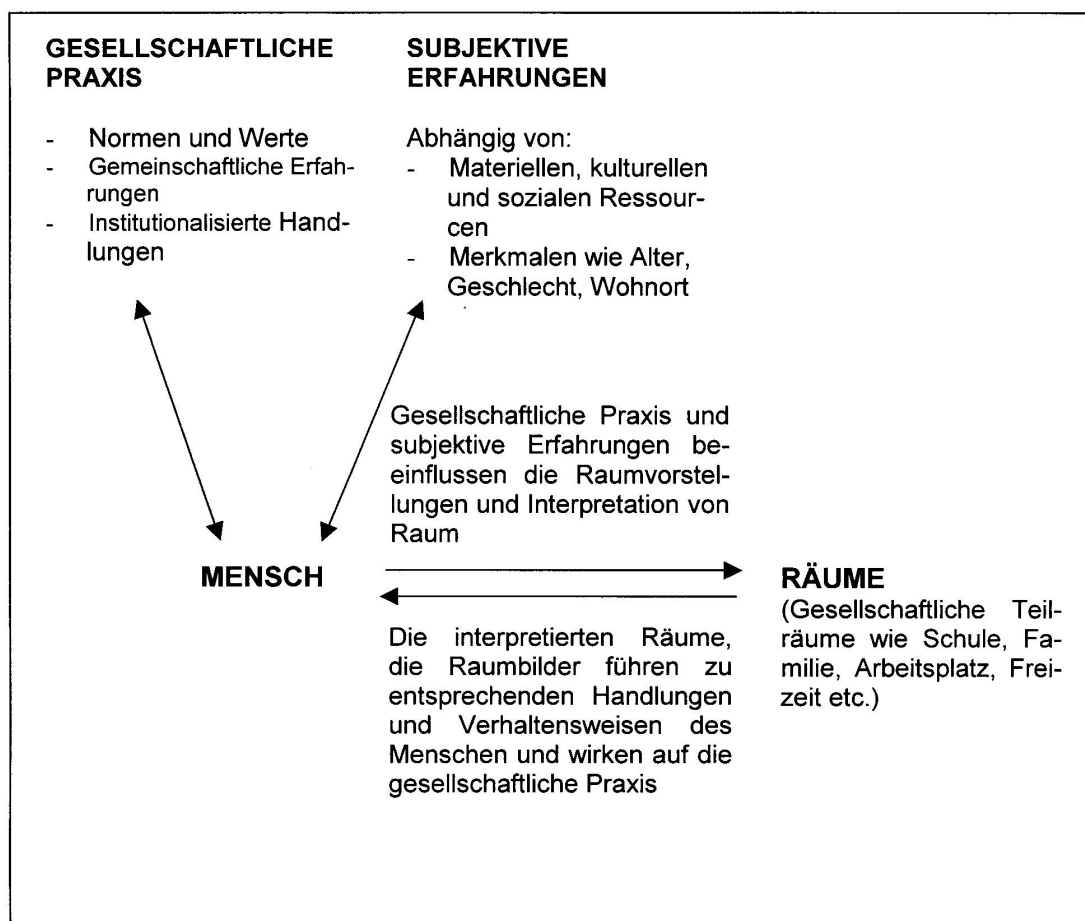 GESELLSCHAFTLICHE
PRAXIS
- Normen und Werte
- Gemeinschaftliche Erfah-
rungen
- Institutionalisierte Hand-
lungen
SUBJEKTIVE
ERFAHRUNGEN
Abhängig von:
- Materiellen, kulturellen
und sozialen Ressour-
cen
- Merkmalen wie Alter,
Geschlecht, Wohnort
Gesellschaftliche Praxis und
subjektive Erfahrungen be-
einflussen die Raumvorstel-
lungen und Interpretation von
Raum
MENSCH
RÄUME
(Gesellschaftliche Teil-
räume wie Schule, Fa-
milie, Arbeitsplatz, Frei-
zeit etc.)
Die interpretierten Räume,
die Raumbilder führen zu
entsprechenden Handlungen
und Verhaltensweisen des
Menschen und wirken auf die
gesellschaftliche Praxis